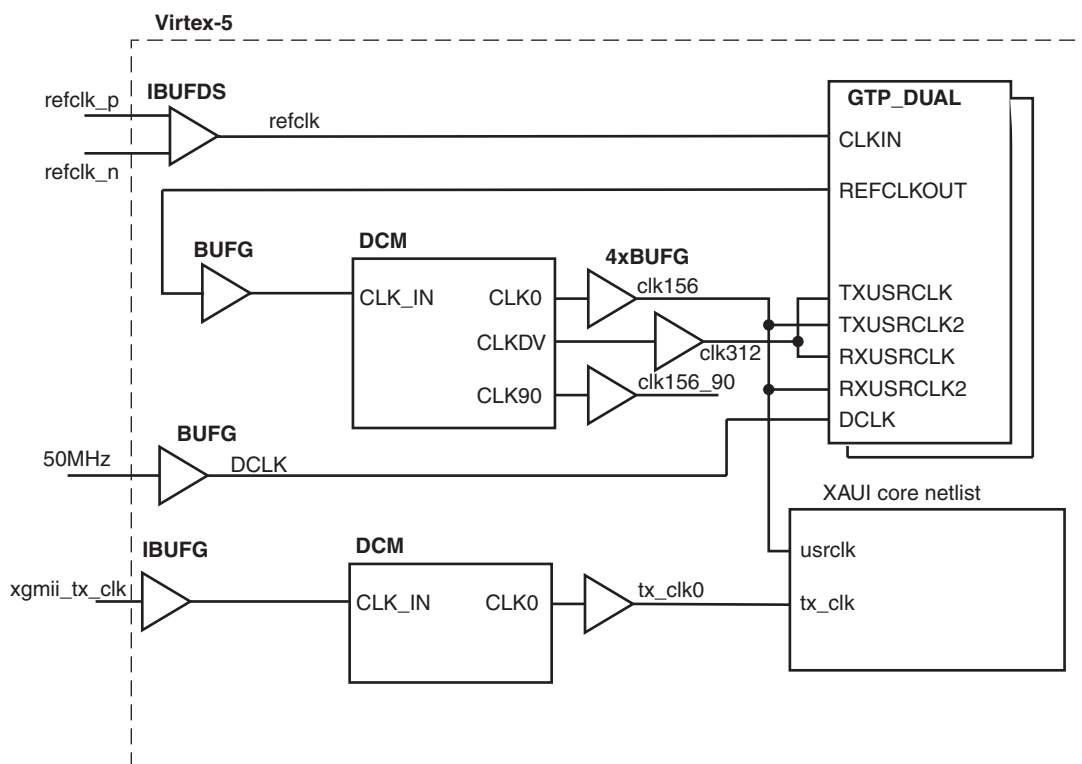 Virtex-5
IBUFDS
refclk_p
refclk
refclk_n
GTP_DUAL
CLKIN
REFCLKOUT
BUFG
DCM
4xBUFG
CLK_IN
CLK0
clk156
TXUSRCLK
TXUSRCLK2
CLKDV
clk312
RXUSRCLK
CLK90
clk156_90
RXUSRCLK2
DCLK
BUFG
50MHz
DCLK
XAUI core netlist
IBUFG
DCM
usrclk
xgmii_tx_clk
CLK_IN
CLK0
tx_clk0
tx_clk